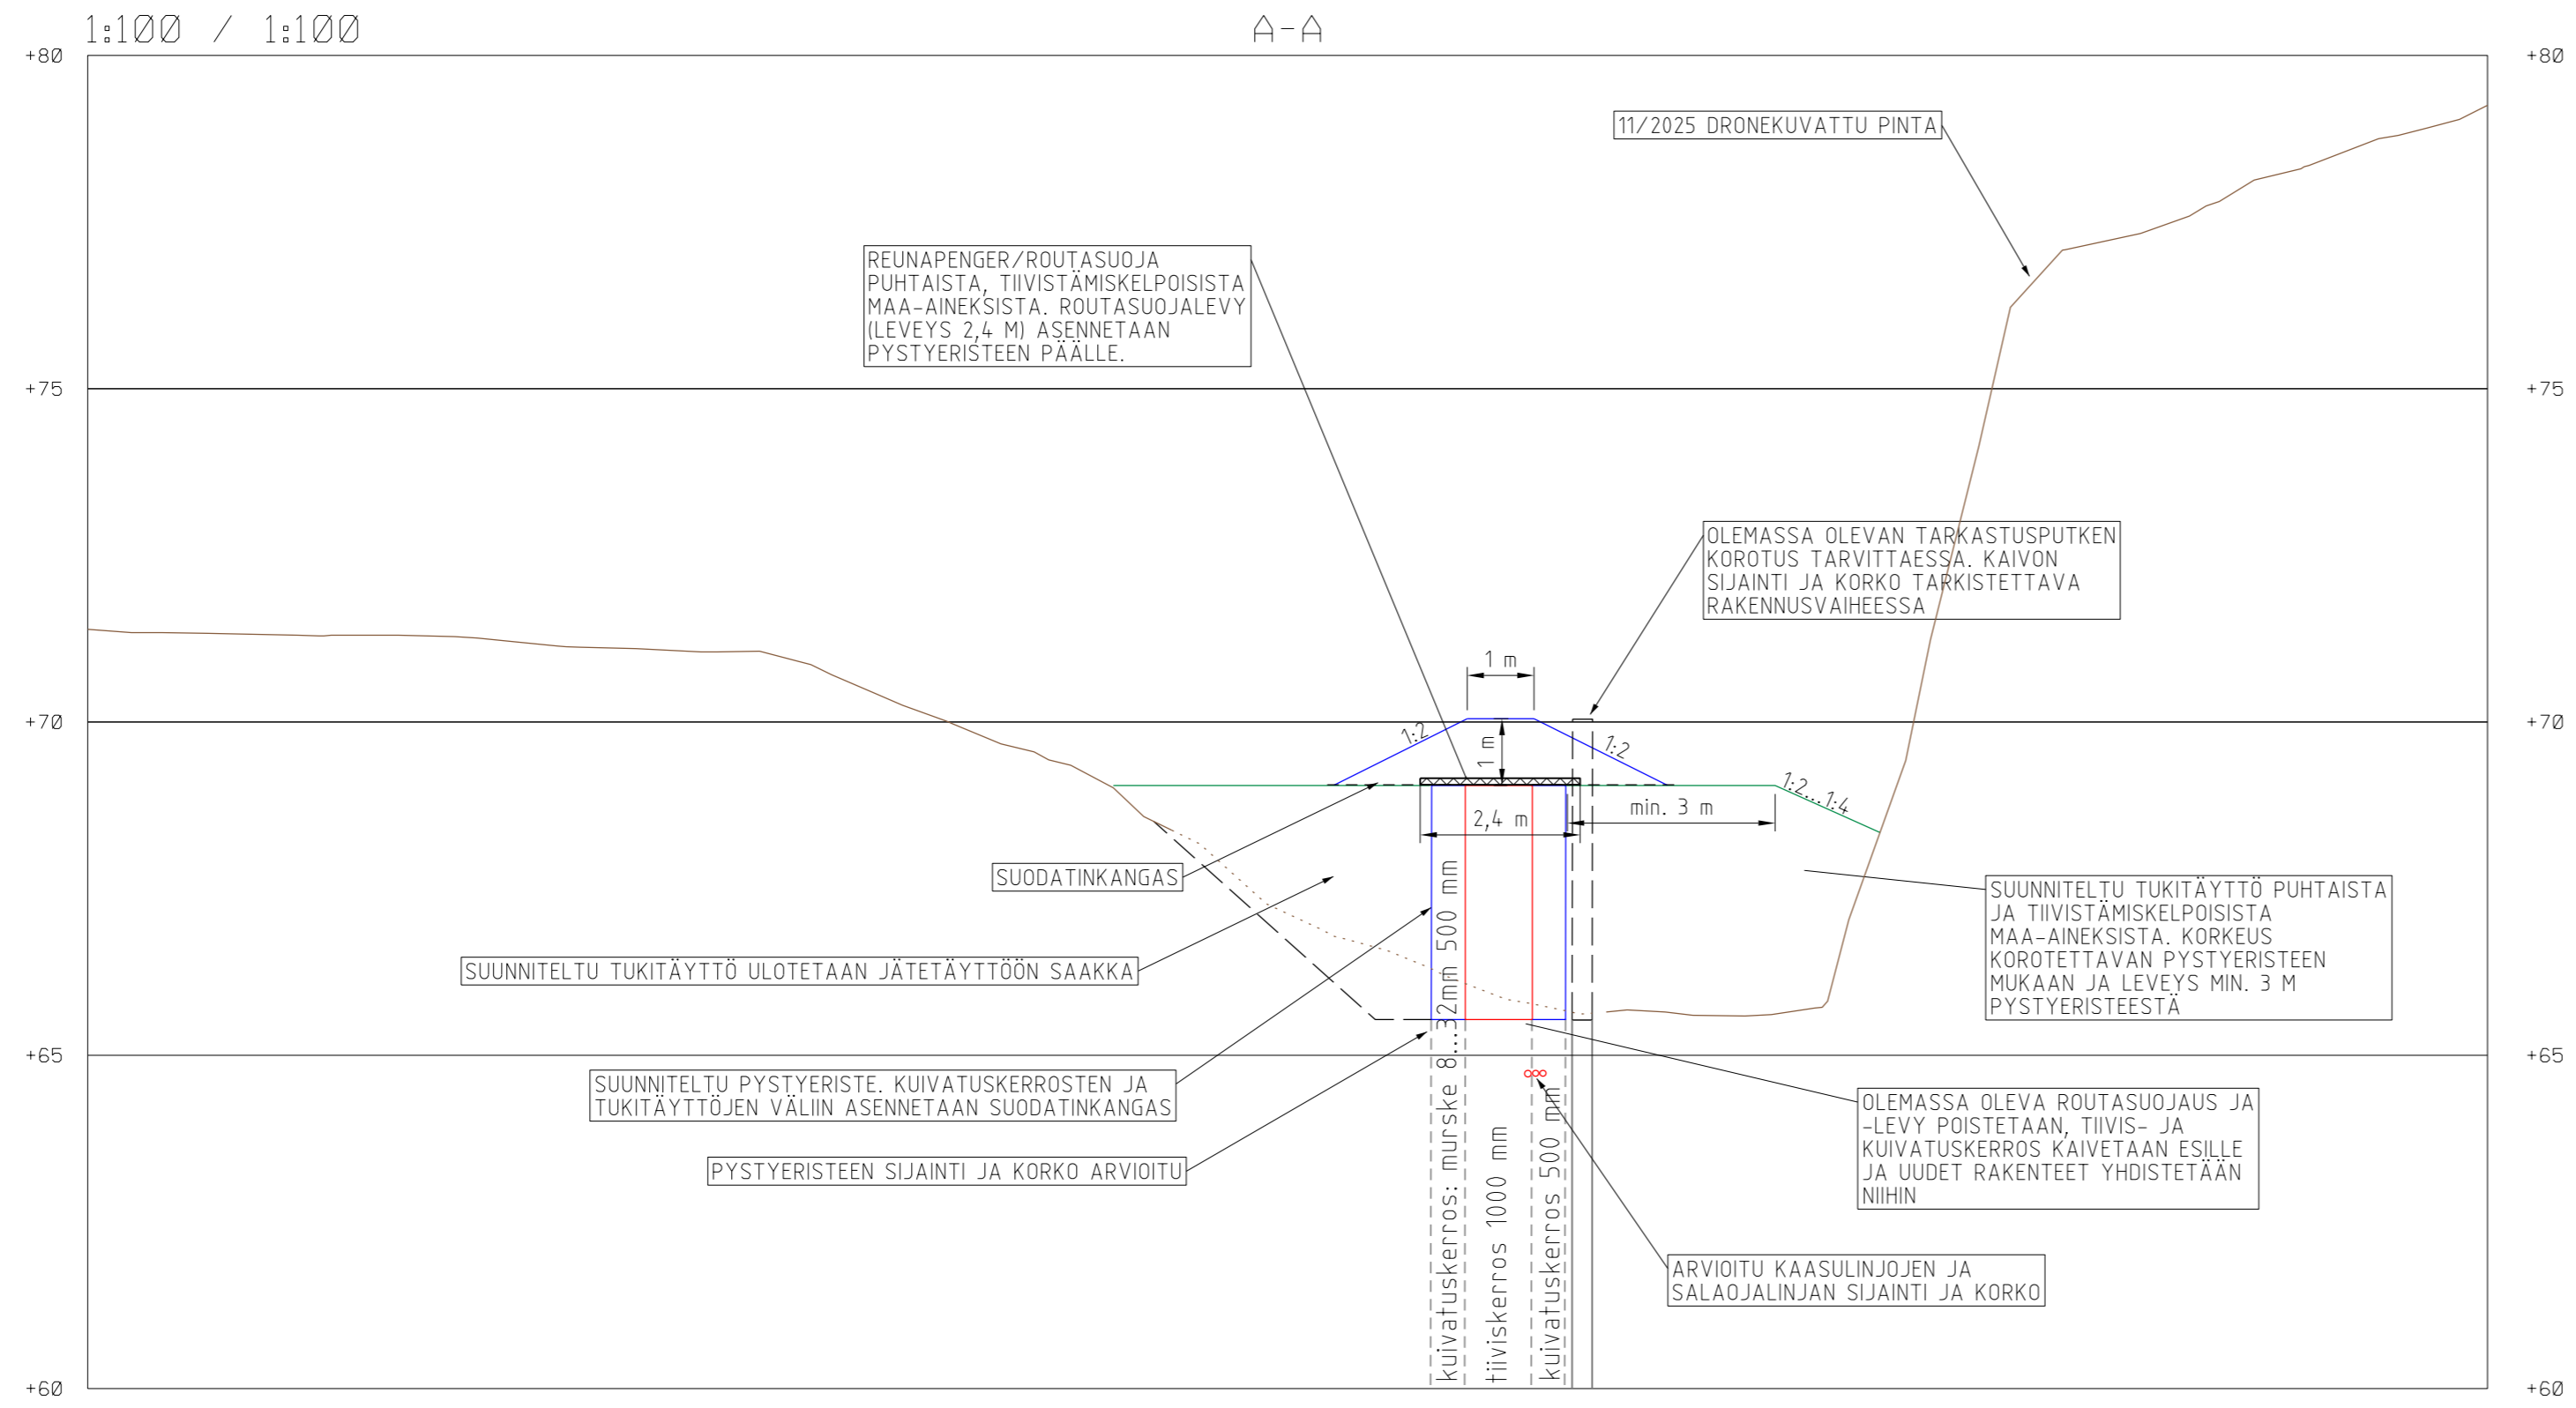 1:100 / 1:100
A-A
+80
+80
11/2025 DRONEKUVATTU PINTA
REUNAPENGER/ROUTASUOJA
PUHTAISTA, TIIVISTÄMISKELPOISISTA
MAA-AINEKSISTA. ROUTASUOJALEVY
(LEVEYS 2,4 M) ASENNETAAN
PYSTYERISTEEN PÄÄLLE.
+75
+75
OLEMASSA OLEVAN TARKASTUSPUTKEN
KOROTUS TARVITTAESSA. KAIVON
SIJAINTI JA KORKO TARKISTETTAVA
RAKENNUSVAIHEESSA
1 m
+70
+70
1:2
1 m
1:2
1:2...1:4
min. 3 m
2,4 m
SUODATINKANGAS
SUUNNITELTU TUKITÄYTTÖ PUHTAISTA
JA TIIVISTÄMISKELPOISISTA
MAA-AINEKSISTA. KORKEUS
KOROTETTAVAN PYSTYERISTEEN
MUKAAN JA LEVEYS MIN. 3 M
PYSTYERISTEESTÄ
SUUNNITELTU TUKITÄYTTÖ ULOTETAAN JÄTETÄYTTÖÖN SAAKKA
+65
+65
SUUNNITELTU PYSTYERISTE. KUIVATUSKERROSTEN JA
TUKITÄYTTÖJEN VÄLIIN ASENNETAAN SUODATINKANGAS
PYSTYERISTEEN SIJAINTI JA KORKO ARVIOITU
kuivatuskerros: murske 8...32mm 500 mm
tiiviskerros 1000 mm
kuivatuskerros 500 mm
OLEMASSA OLEVA ROUTASUOJAUS JA
-LEVY POISTETAAN, TIIVIS- JA
KUIVATUSKERROS KAIVETAAN ESILLE
JA UUDET RAKENTEET YHDISTETÄÄN
NIIHIN
ARVIOITU KAASULINJOJEN JA
SALAOJALINJAN SIJAINTI JA KORKO
+60
+60